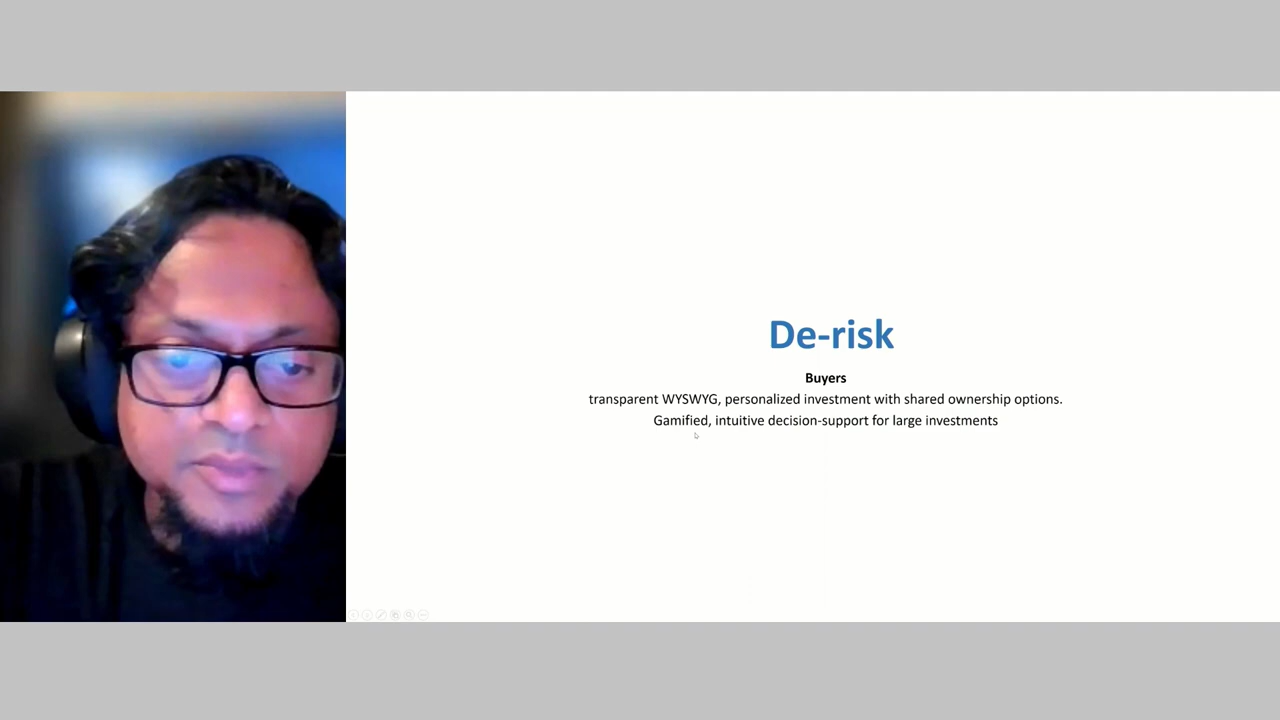 De-risk
Buyers
transparent WYSWYG, personalized investment with shared ownership options.
Gamified, intuitive decision-support for large investments